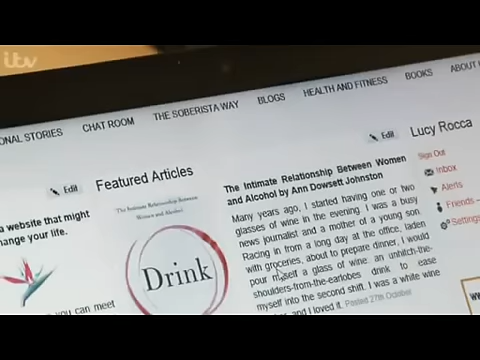 itv
ONAL STORIES CHAT ROOM THE SOBERISTA WAY BLOGS HEALTH AND FITNESS BOOKS ABOUT
Edit
Lucy Rocca
Sign Out
Inbox
Alerts
Friends
Settings
Edit
Featured Articles
a website that might
hange your life.
ou can meet
The Intimate Relationship Between
Women and Alcohol
Drink
The Intimate Relationship Between Women
and Alcohol by Ann Dowsett Johnston
Many years ago, I started having one or two
glasses of wine in the evening. I was a busy
news journalist and a mother of a young son.
Racing in from a long day at the office, laden
with groceries, about to prepare dinner, I would
pour myself a glass of wine: an unhitch-the-
shoulders-from-the-earlobes drink to ease
myself into the second shift. I was a white wine
and I loved it. Posted 27th October